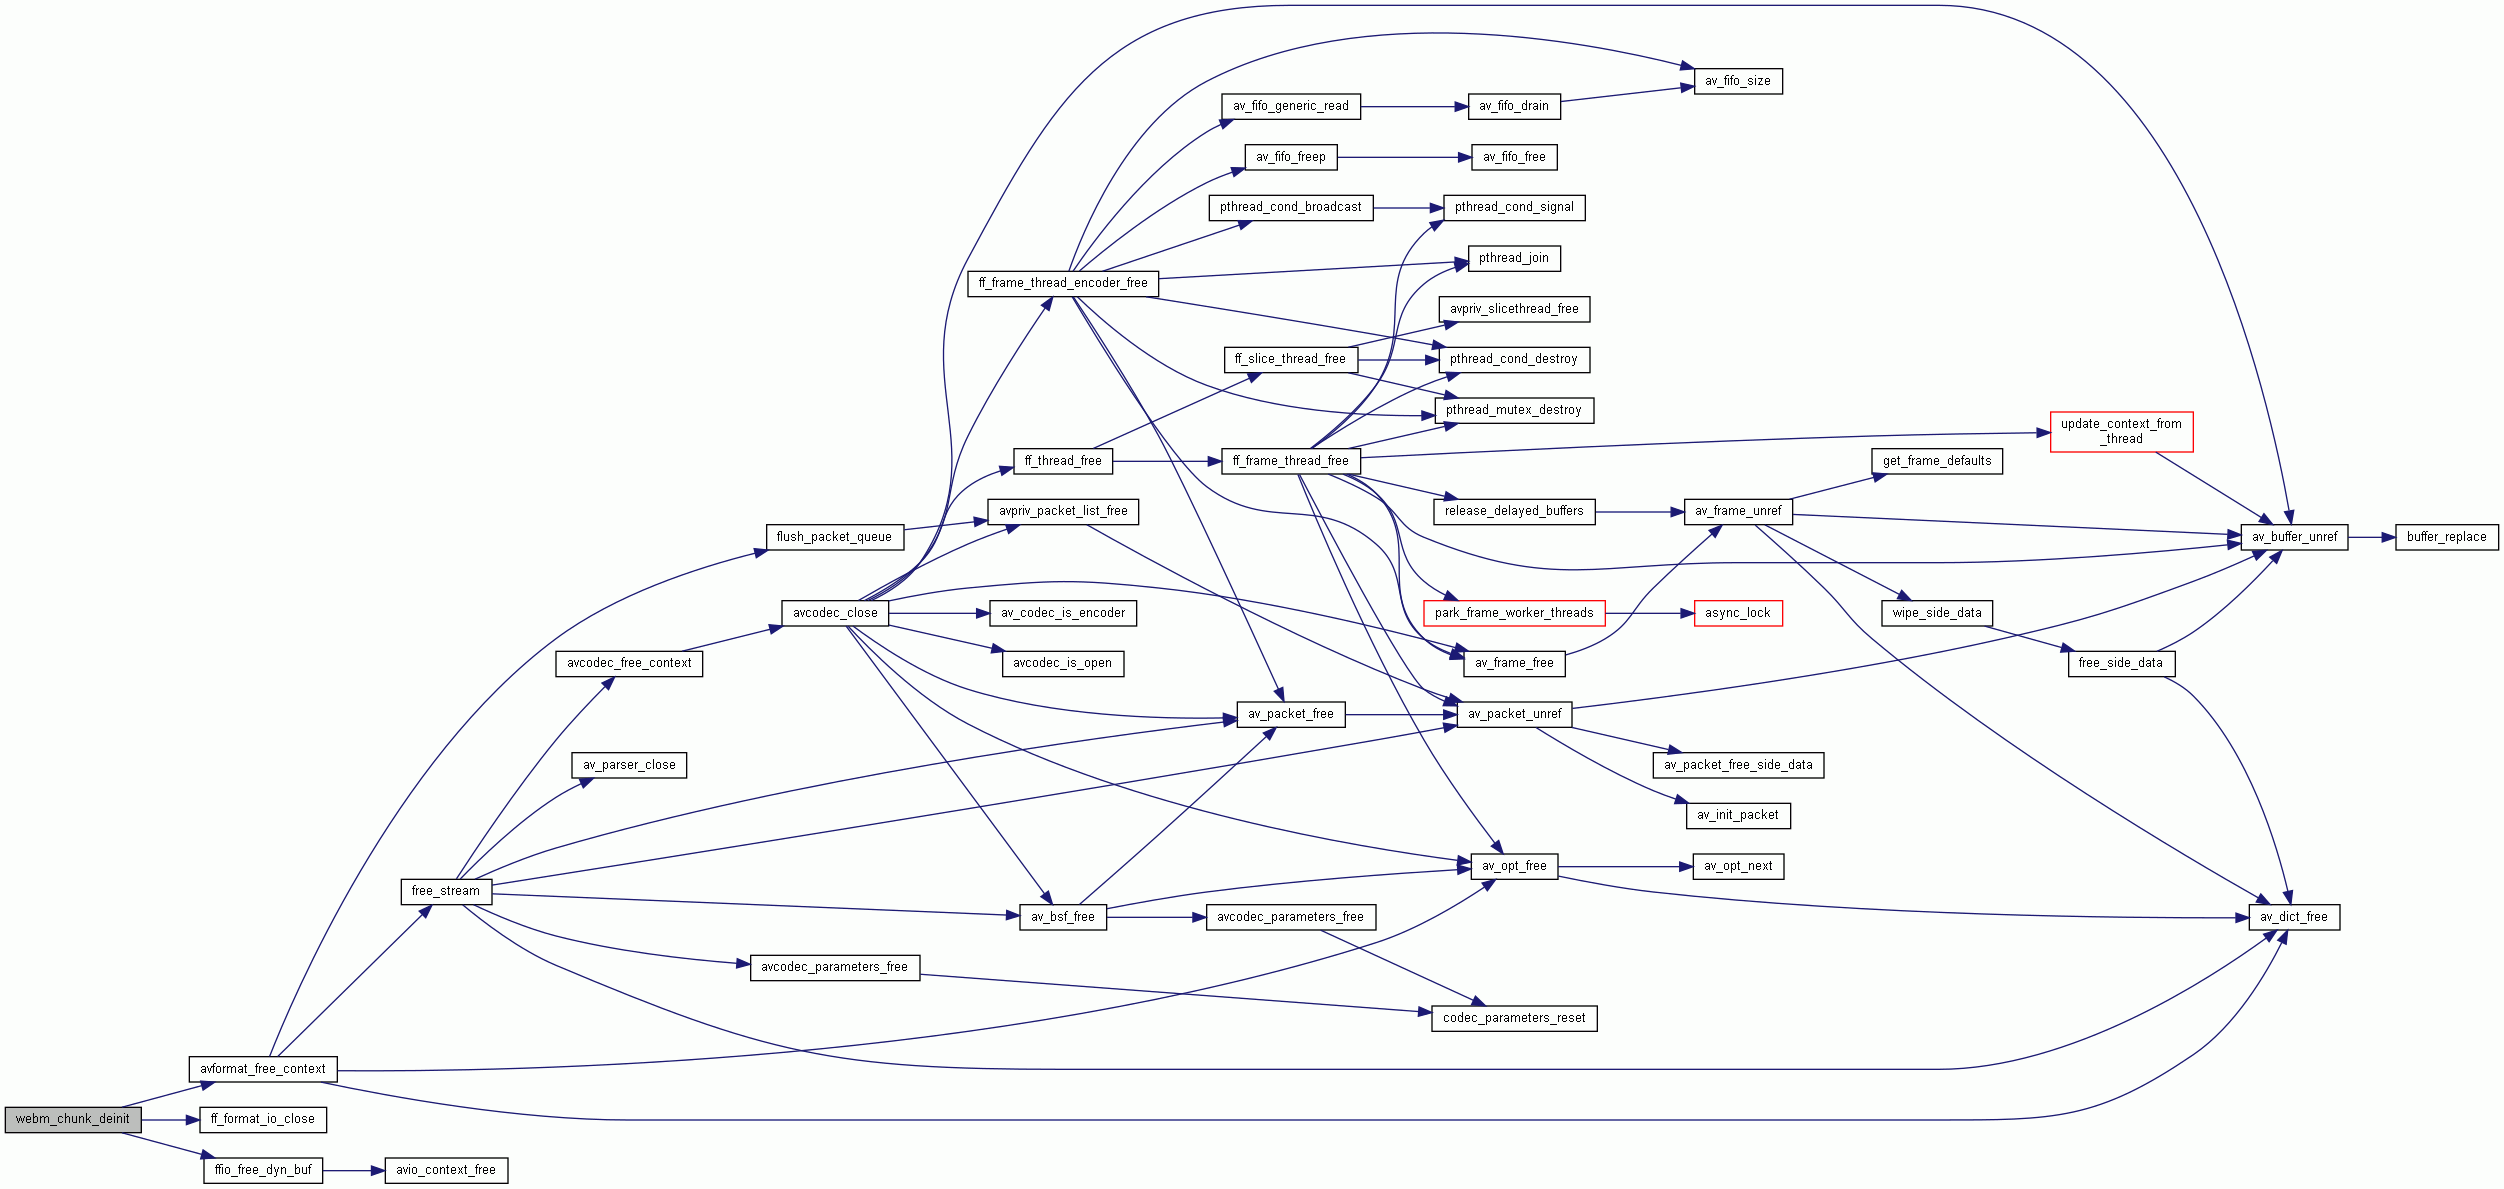 av_fifo_size
av_fifo_generic_read
av_fifo_drain
av_fifo_freep
av_fifo_free
pthread_cond_broadcast
pthread_cond_signal
pthread_join
ff_frame_thread_encoder_free
avpriv_slicethread_free
ff_slice_thread_free
pthread_cond_destroy
pthread_mutex_destroy
update_context_from
_thread
ff_thread_free
ff_frame_thread_free
get_frame_defaults
avpriv_packet_list_free
release_delayed_buffers
av_frame_unref
flush_packet_queue
av_buffer_unref
buffer_replace
avcodec_close
av_codec_is_encoder
park_frame_worker_threads
async_lock
wipe_side_data
avcodec_free_context
avcodec_is_open
av_frame_free
free_side_data
av_packet_free
av_packet_unref
av_parser_close
av_packet_free_side_data
av_init_packet
av_opt_free
av_opt_next
free_stream
av_bsf_free
avcodec_parameters_free
av_dict_free
avcodec_parameters_free
codec_parameters_reset
avformat_free_context
webm_chunk_deinit
ff_format_io_close
ffio_free_dyn_buf
avio_context_free